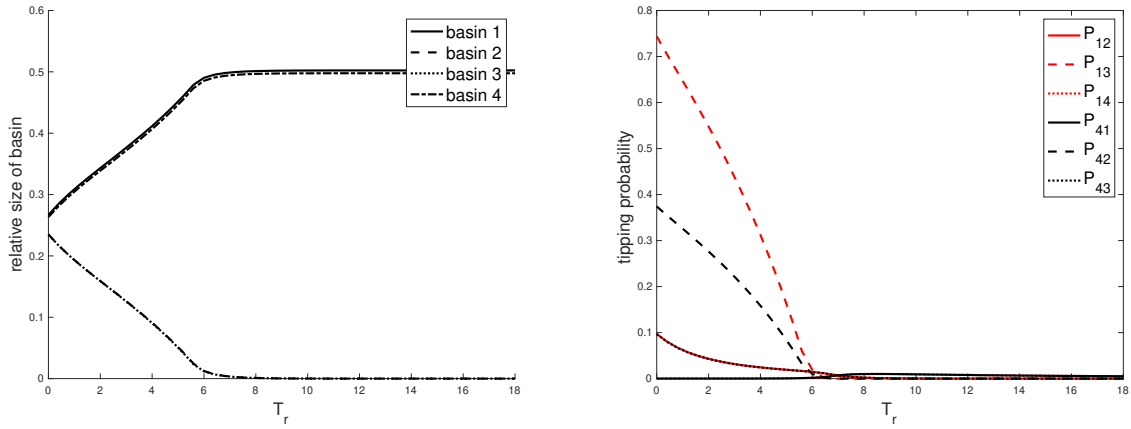 0.6
0.5
0.4
0.3
0.2
0.1
0
relative size of basin
0 2 4 6 8 10 12 14 16 18
T_r
basin 1
basin 2
basin 3
basin 4
0.8
0.7
0.6
0.5
0.4
0.3
0.2
0.1
0
tipping probability
0 2 4 6 8 10 12 14 16 18
T_r
P_12
P_13
P_14
P_41
P_42
P_43